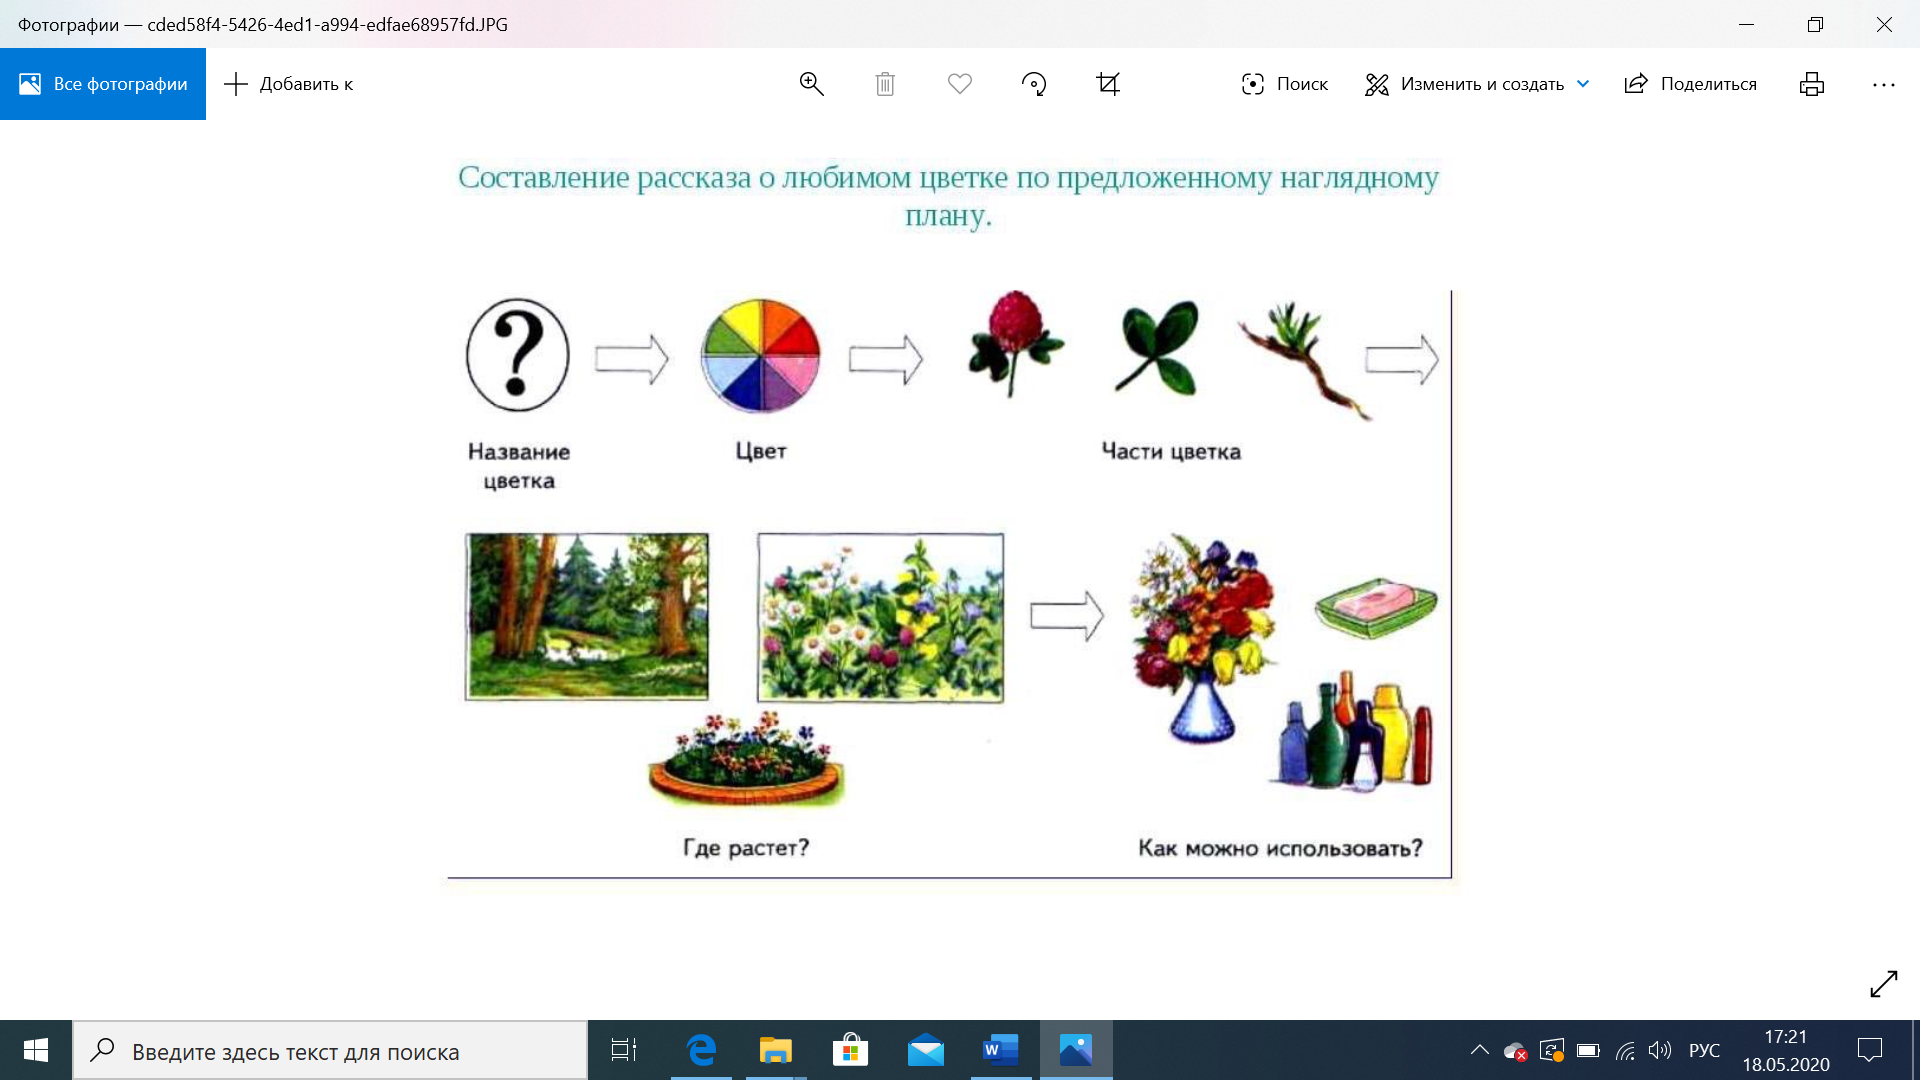 Фотографии — cded58f4-5426-4ed1-a994-edfae68957fd.JPG
Все фотографии
Добавить к
Поиск
Изменить и создать
Поделиться
Составление рассказа о любимом цветке по предложенному наглядному
плану.
?
Название
цветка
Цвет
Части цветка
Где растет?
Как можно использовать?
Введите здесь текст для поиска
W
РУС
17:21
18.05.2020